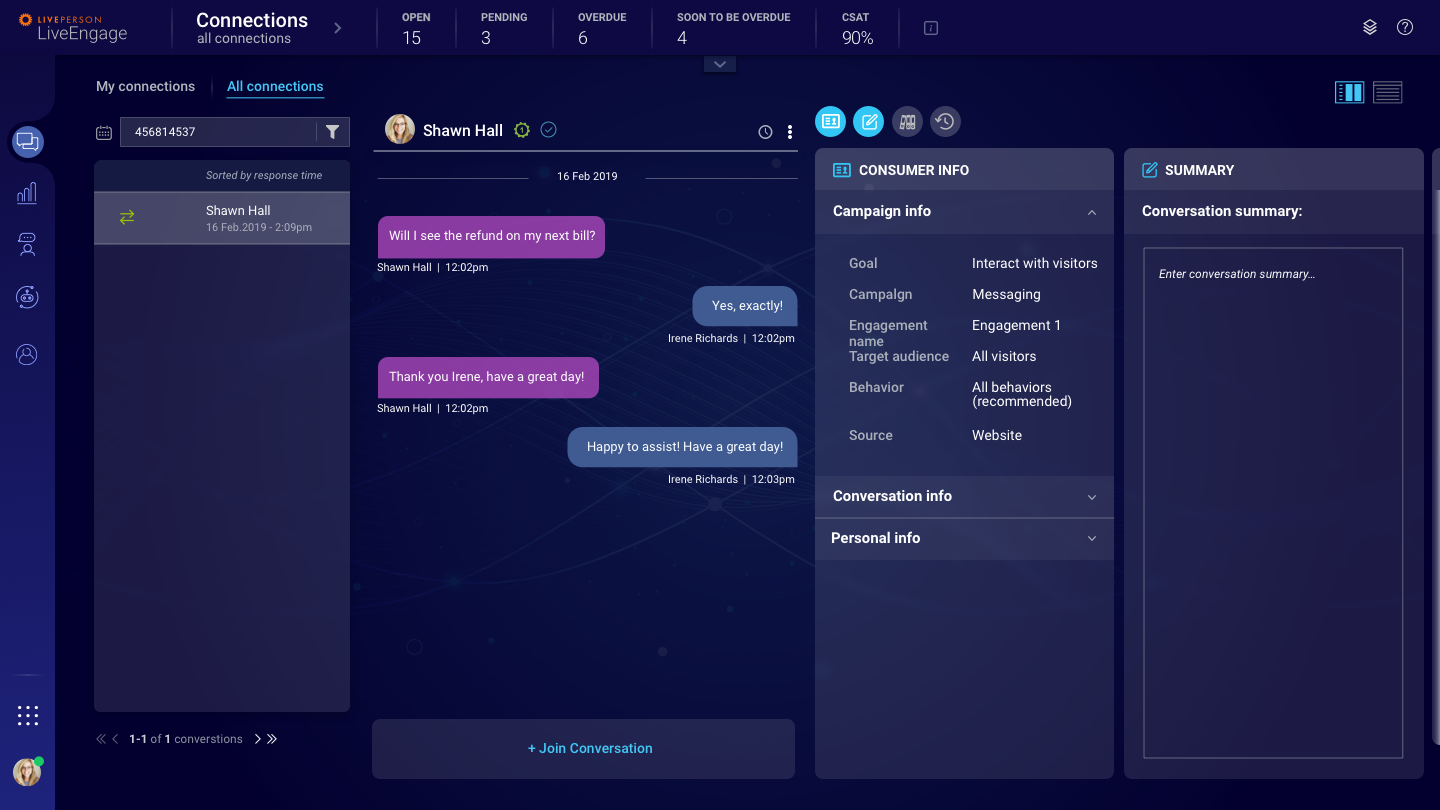 LIVEPERSON
LiveEngage
Connections
all connections
OPEN
15
PENDING
3
OVERDUE
6
SOON TO BE OVERDUE
4
CSAT
90%
My connections
All connections
456814537
Sorted by response time
Shawn Hall
16 Feb.2019 - 2:09pm
1-1 of 1 converstions
Shawn Hall
16 Feb 2019
Will I see the refund on my next bill?
Shawn Hall | 12:02pm
Yes, exactly!
Irene Richards | 12:02pm
Thank you Irene, have a great day!
Shawn Hall | 12:02pm
Happy to assist! Have a great day!
Irene Richards | 12:03pm
+ Join Conversation
CONSUMER INFO
Campaign info
Goal Interact with visitors
Campalgn Messaging
Engagement name Engagement 1
Target audience All visitors
Behavior All behaviors
(recommended)
Source Website
Conversation info
Personal info
SUMMARY
Conversation summary:
Enter conversation summary...